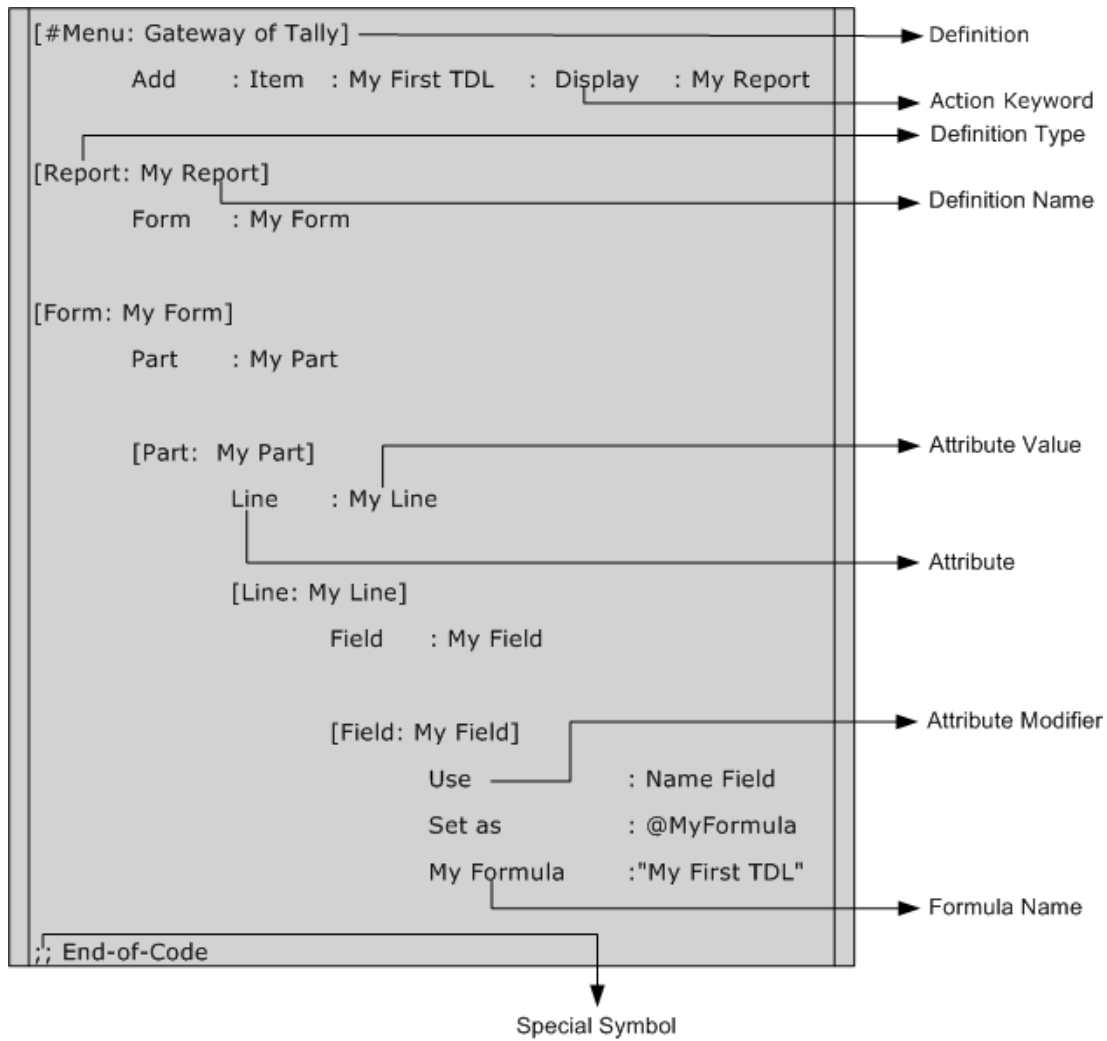 [#Menu: Gateway of Tally]
Definition
Add : Item : My First TDL : Display : My Report
Action Keyword
Definition Type
[Report: My Report]
Definition Name
Form : My Form
[Form: My Form]
Part : My Part
[Part: My Part]
Attribute Value
Line : My Line
Attribute
[Line: My Line]
Field : My Field
[Field: My Field]
Attribute Modifier
Use : Name Field
Set as : @MyFormula
My Formula :"My First TDL"
Formula Name
;; End-of-Code
Special Symbol